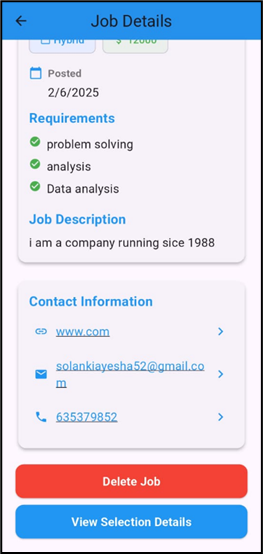 Job Details
Hybrid
$ 12000
Posted
2/6/2025
Requirements
problem solving
analysis
Data analysis
Job Description
i am a company running sice 1988
Contact Information
www.com
solankiayesha52@gmail.co
m
635379852
Delete Job
View Selection Details